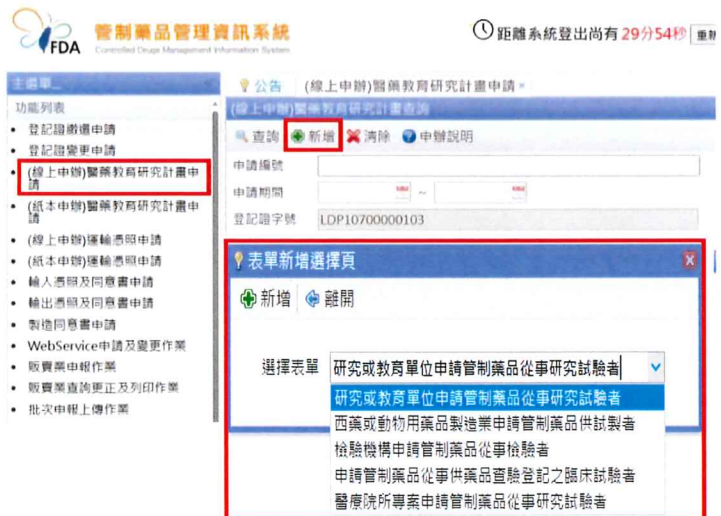 FDA
管制藥品管理資訊系統
Controlled Drugs Management Information System
距離系統登出尚有 29分54秒
主選單
功能列表
登記證繳還申請
登記證變更申請
(線上申辦)醫藥教育研究計畫申
請
(紙本申辦)醫藥教育研究計畫申
請
(線上申辦)運輸憑照申請
(紙本申辦)運輸憑照申請
輸入憑照及同意書申請
輸出憑照及同意書申請
製造同意書申請
WebService申請及變更作業
販賣業申報作業
販賣業查詢更正及列印作業
批次申報上傳作業
公告 (線上申辦)醫藥教育研究計畫申請
(線上申辦)醫藥教育研究計畫查詢
查詢 新增 清除 申辦說明
申請編號
申請期間 ~
登記證字號 LDP10700000103
表單新增選擇頁
新增 離開
選擇表單 研究或教育單位申請管制藥品從事研究試驗者
研究或教育單位申請管制藥品從事研究試驗者
西藥或動物用藥品製造業申請管制藥品供試製者
檢驗機構申請管制藥品從事檢驗者
申請管制藥品從事供藥品查驗登記之臨床試驗者
醫療院所專案申請管制藥品從事研究試驗者